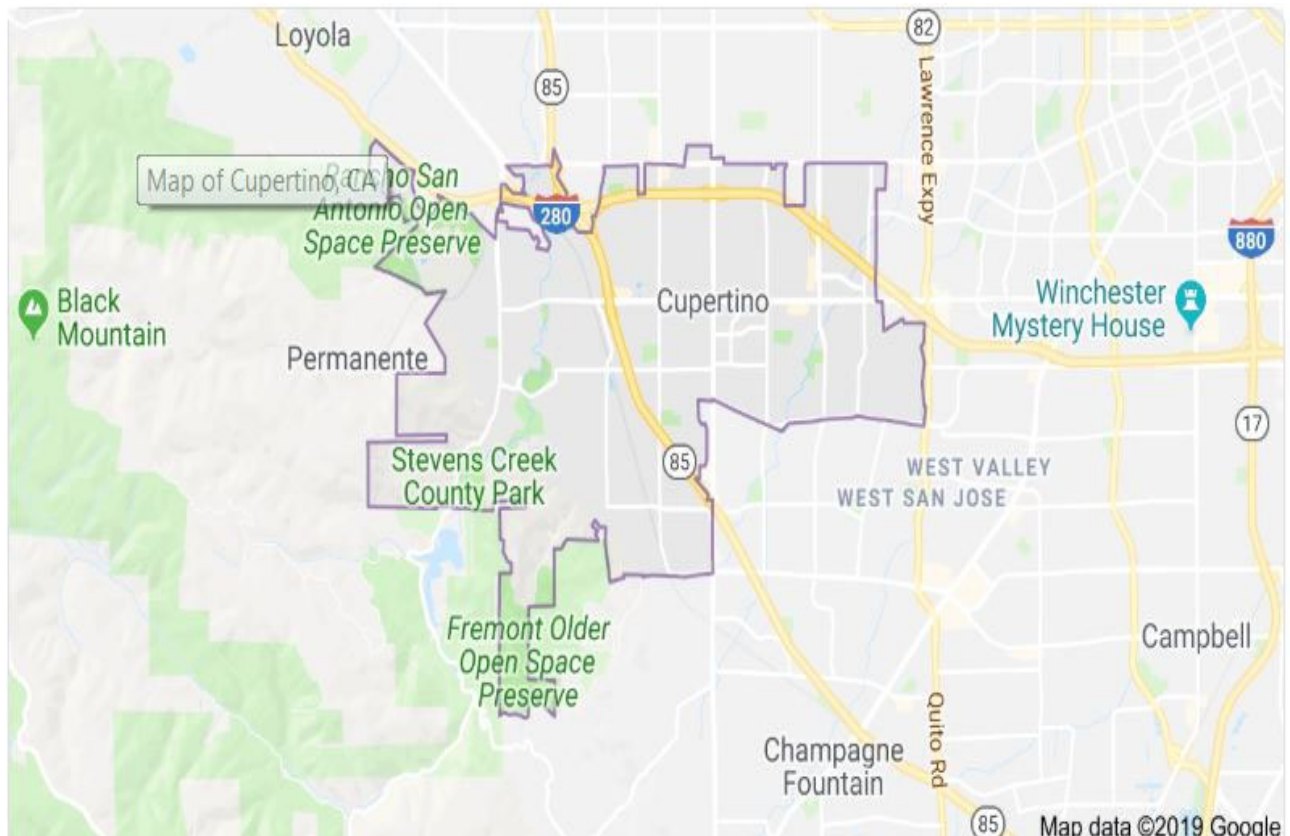 Loyola
82
85
Lawrence Expy
Map of Cupertino, CA
Rancho San
Antonio Open
Space Preserve
280
880
Black
Mountain
Cupertino
Winchester
Mystery House
Permanente
17
Stevens Creek
County Park
85
WEST VALLEY
WEST SAN JOSE
Fremont Older
Open Space
Preserve
Campbell
Quito Rd
Champagne
Fountain
85
Map data ©2019 Google